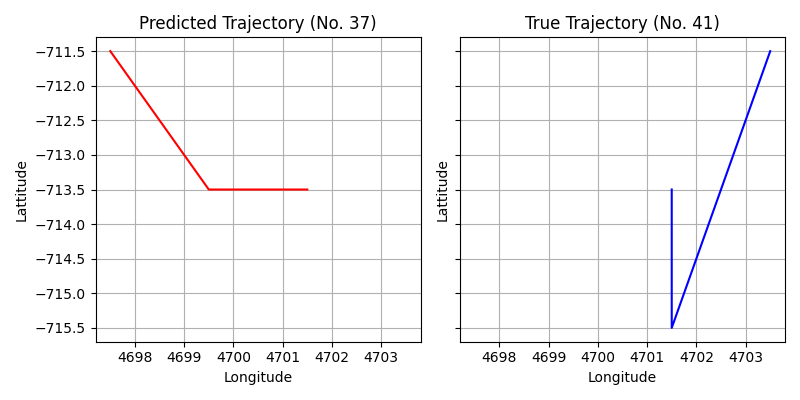 Predicted Trajectory (No. 37)
True Trajectory (No. 41)
Lattitude
−711.5
−712.0
−712.5
−713.0
−713.5
−714.0
−714.5
−715.0
−715.5
4698 4699 4700 4701 4702 4703
Longitude
Lattitude
4698 4699 4700 4701 4702 4703
Longitude